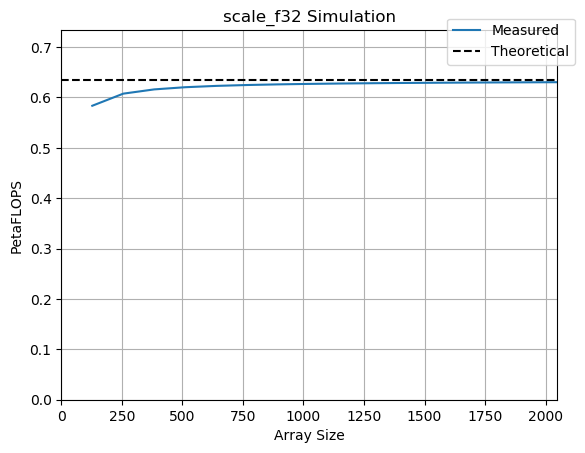 scale_f32 Simulation
Measured
Theoretical
PetaFLOPS
0.7
0.6
0.5
0.4
0.3
0.2
0.1
0.0
0 250 500 750 1000 1250 1500 1750 2000
Array Size